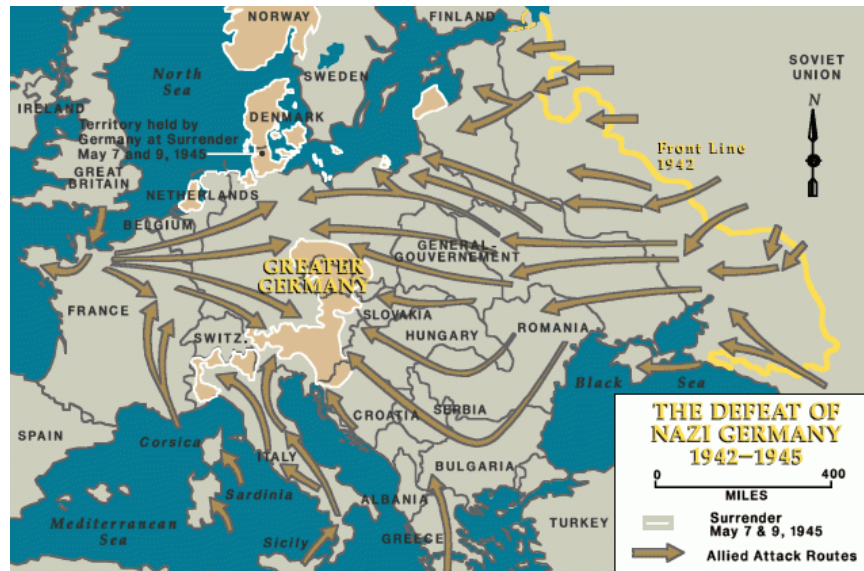 NORWAY
FINLAND
SWEDEN
SOVIET
UNION
N
North
Sea
IRELAND
DENMARK
Territory held by
Germany at Surrender
May 7 and 9, 1945
GREAT
BRITAIN
Front Line
1942
NETHERLANDS
BELGIUM
GENERAL-
GOUVERNEMENT
GREATER
GERMANY
FRANCE
SLOVAKIA
SWITZ.
HUNGARY
ROMANIA
Black Sea
CROATIA
SERBIA
SPAIN
Corsica
ITALY
BULGARIA
Sardinia
ALBANIA
Mediterranean
Sea
Sicily
GREECE
TURKEY
THE DEFEAT OF
NAZI GERMANY
1942–1945
0 400
MILES
Surrender
May 7 & 9, 1945
Allied Attack Routes